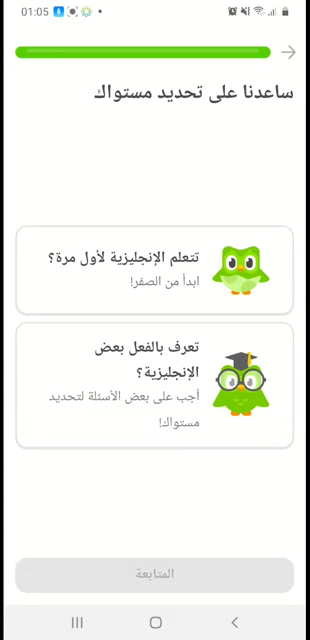 01:05
ساعدنا على تحديد مستواك
تتعلم الإنجليزية لأول مرة؟
ابدأ من الصفر!
تعرف بالفعل بعض
الإنجليزية؟
أجب على بعض الأسئلة لتحديد
مستواك!
المتابعة